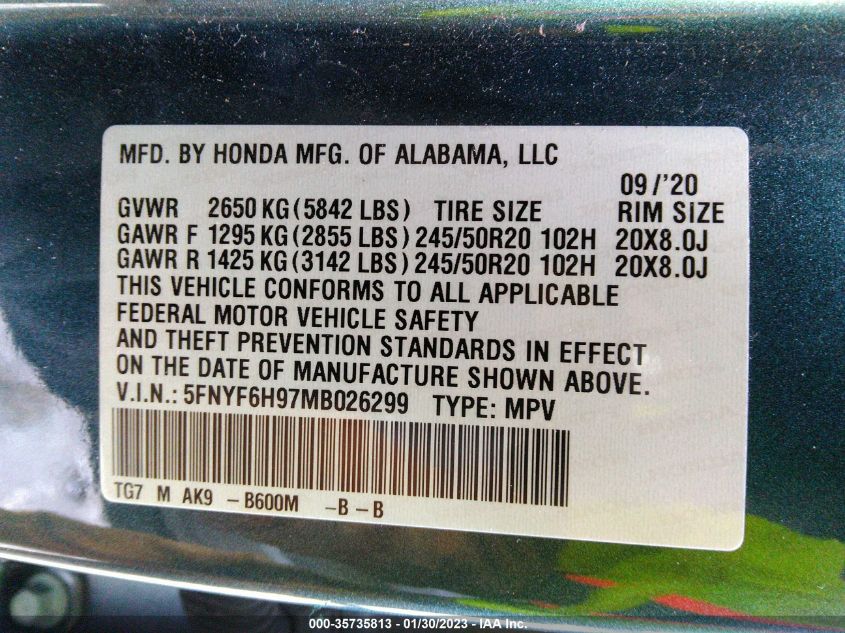 MFD. BY HONDA MFG. OF ALABAMA, LLC
09/'20
GVWR 2650 KG (5842 LBS) TIRE SIZE RIM SIZE
GAWR F 1295 KG (2855 LBS) 245/50R20 102H 20X8.0J
GAWR R 1425 KG (3142 LBS) 245/50R20 102H 20X8.0J
THIS VEHICLE CONFORMS TO ALL APPLICABLE
FEDERAL MOTOR VEHICLE SAFETY
AND THEFT PREVENTION STANDARDS IN EFFECT
ON THE DATE OF MANUFACTURE SHOWN ABOVE.
V.I.N.: 5FNYF6H97MB026299 TYPE: MPV
TG7 M AK9 -B600M -B-B
000-35735813 - 01/30/2023 - IAA Inc.